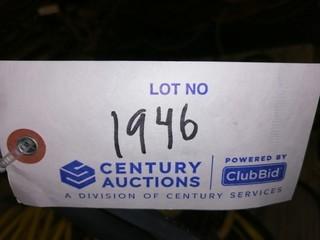 LOT NO
1946
CENTURY
AUCTIONS
POWERED BY
ClubBid
A DIVISION OF CENTURY SERVICES